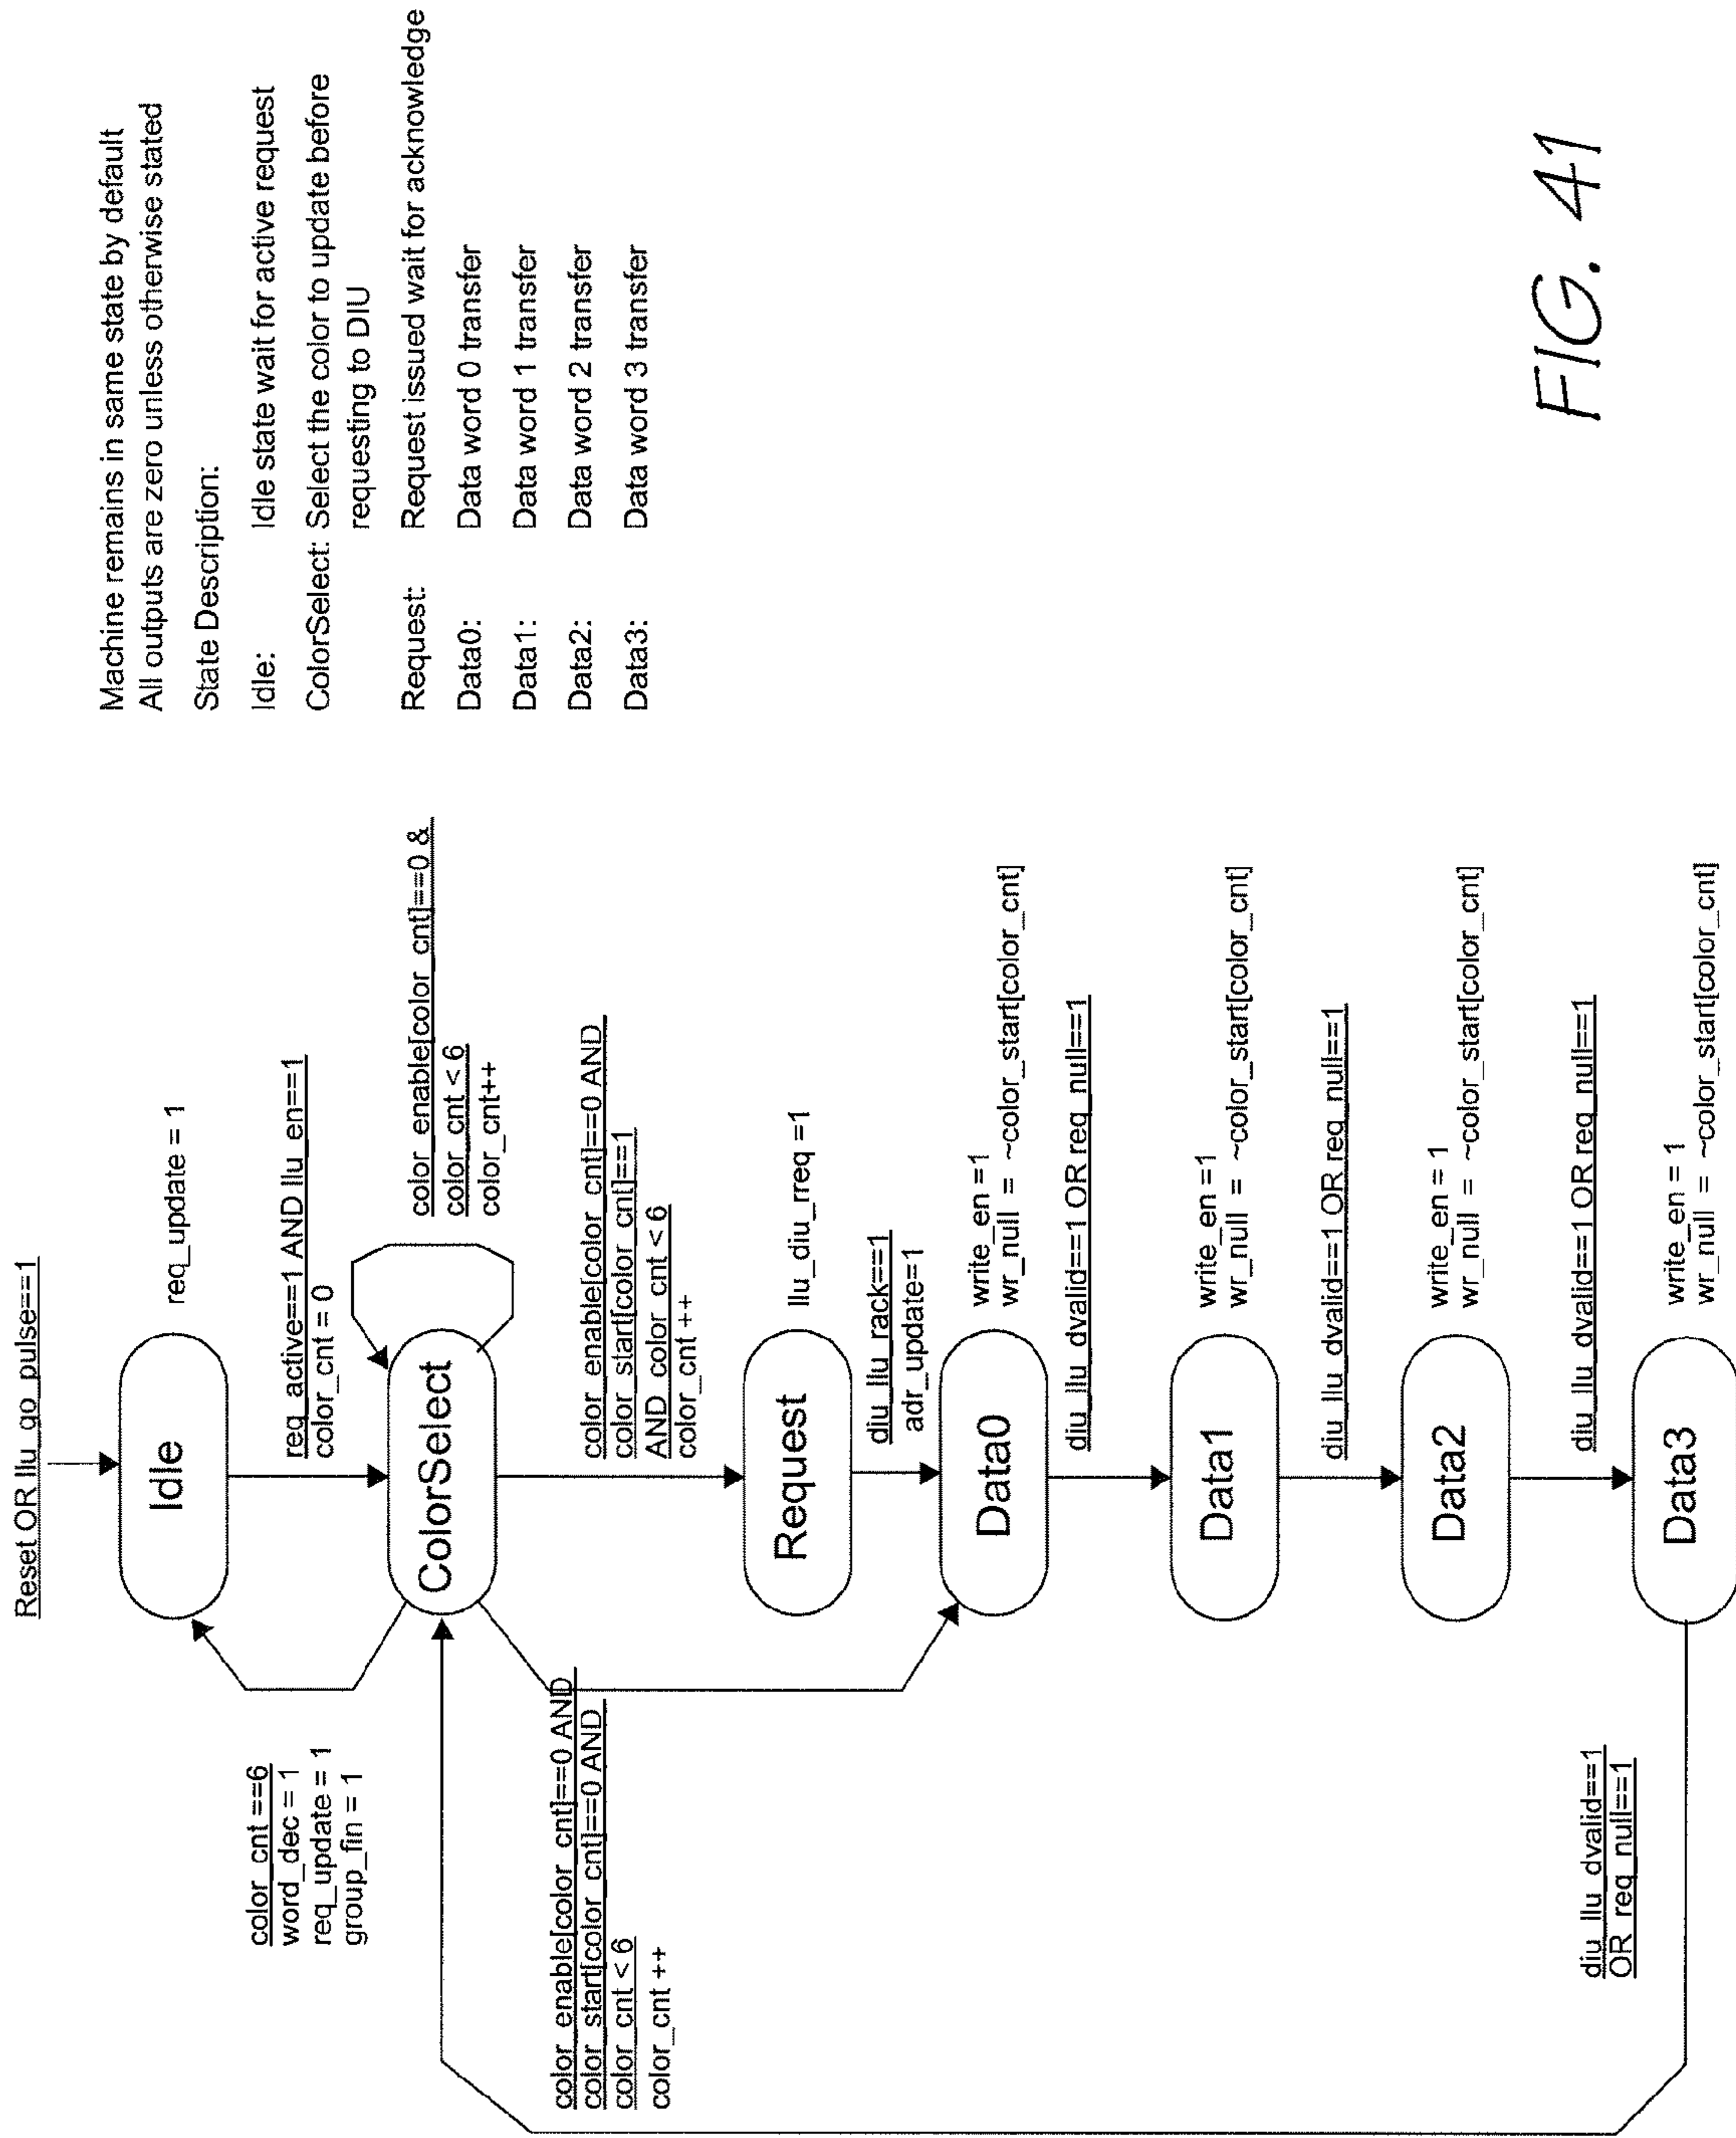 Reset OR llu_go_pulse==1
Idle
req_update = 1
req_active==1 AND llu_en==1
color_cnt = 0
color_cnt ==6
word_dec = 1
req_update = 1
group_fin = 1
ColorSelect
color_enable[color_cnt]==0 &
color_cnt < 6
color_cnt++
color_enable[color_cnt]==0 AND
color_start[color_cnt]==1
AND color_cnt < 6
color_cnt ++
color_enable[color_cnt]==0 AND
color_start[color_cnt]==0 AND
color_cnt < 6
color_cnt ++
Request
llu_diu_rreq =1
diu_llu_rack==1
adr_update=1
Data0
write_en =1
wr_null = ~color_start[color_cnt]
diu_llu_dvalid==1 OR req_null==1
Data1
write_en =1
wr_null = ~color_start[color_cnt]
diu_llu_dvalid==1 OR req_null==1
Data2
write_en = 1
wr_null = ~color_start[color_cnt]
diu_llu_dvalid==1 OR req_null==1
Data3
write_en = 1
wr_null = ~color_start[color_cnt]
diu_llu_dvalid==1
OR req_null==1
Machine remains in same state by default
All outputs are zero unless otherwise stated
State Description:
Idle: Idle state wait for active request
ColorSelect: Select the color to update before
requesting to DIU
Request: Request issued wait for acknowledge
Data0: Data word 0 transfer
Data1: Data word 1 transfer
Data2: Data word 2 transfer
Data3: Data word 3 transfer
FIG. 41